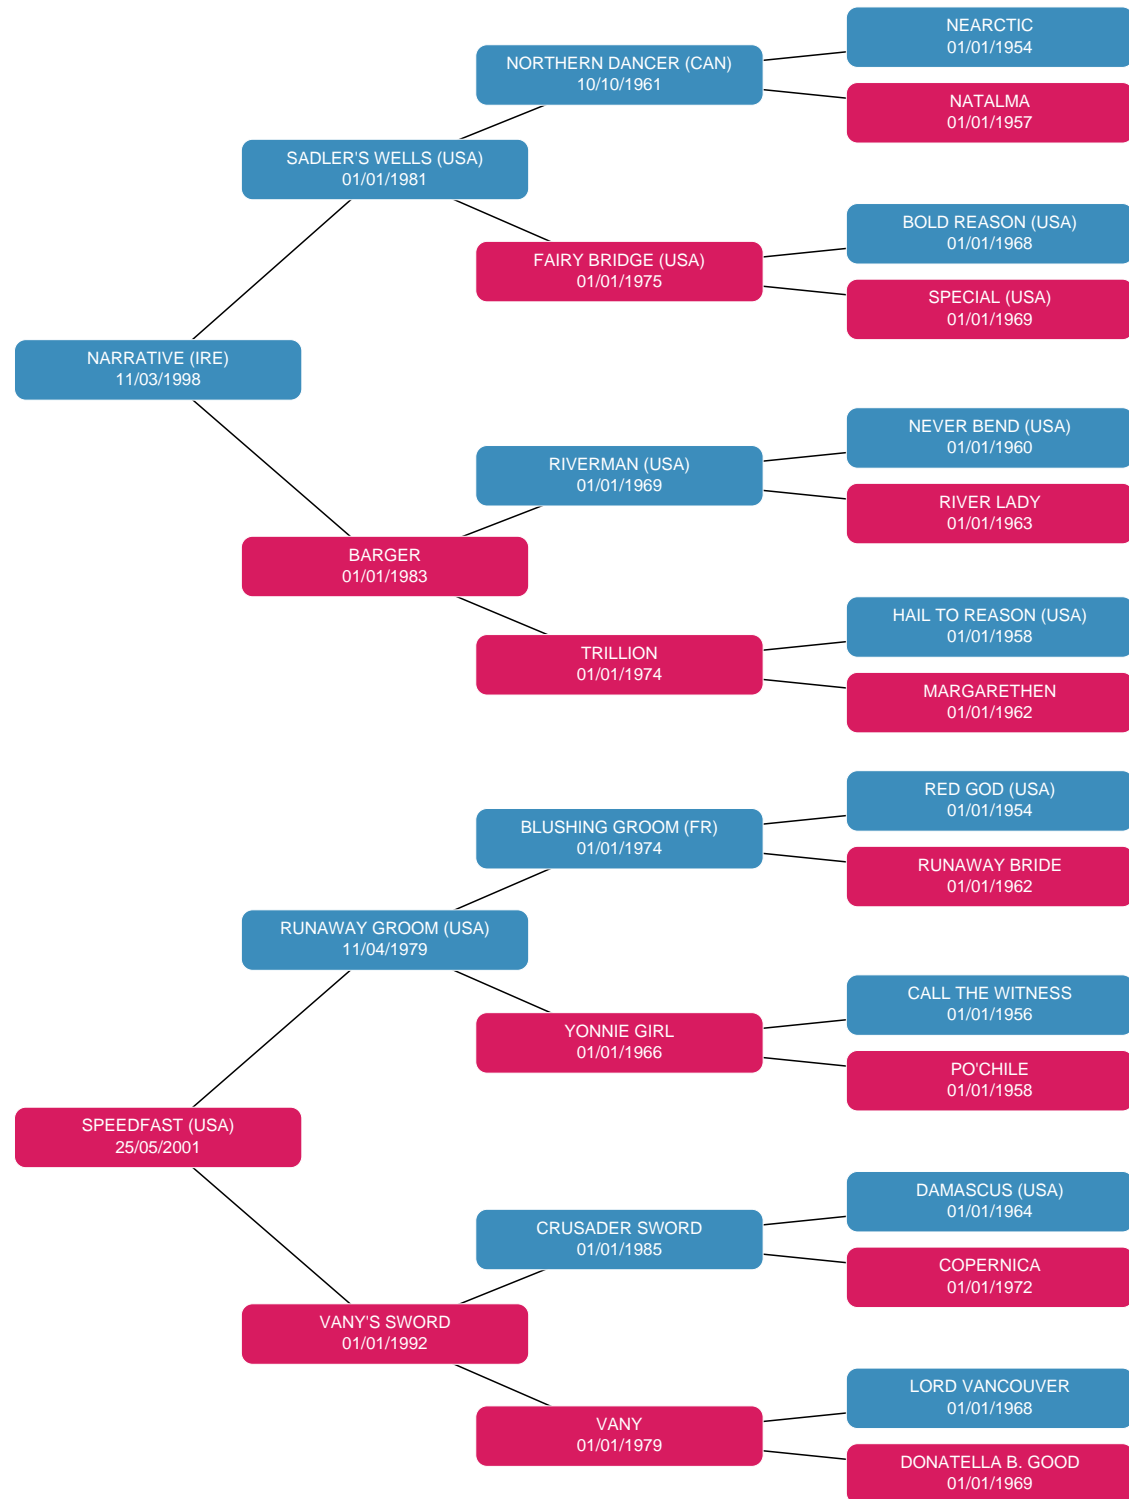 NEARCTIC
01/01/1954
NORTHERN DANCER (CAN)
10/10/1961
NATALMA
01/01/1957
SADLER'S WELLS (USA)
01/01/1981
BOLD REASON (USA)
01/01/1968
FAIRY BRIDGE (USA)
01/01/1975
SPECIAL (USA)
01/01/1969
NARRATIVE (IRE)
11/03/1998
NEVER BEND (USA)
01/01/1960
RIVERMAN (USA)
01/01/1969
RIVER LADY
01/01/1963
BARGER
01/01/1983
HAIL TO REASON (USA)
01/01/1958
TRILLION
01/01/1974
MARGARETHEN
01/01/1962
RED GOD (USA)
01/01/1954
BLUSHING GROOM (FR)
01/01/1974
RUNAWAY BRIDE
01/01/1962
RUNAWAY GROOM (USA)
11/04/1979
CALL THE WITNESS
01/01/1956
YONNIE GIRL
01/01/1966
PO'CHILE
01/01/1958
SPEEDFAST (USA)
25/05/2001
DAMASCUS (USA)
01/01/1964
CRUSADER SWORD
01/01/1985
COPERNICA
01/01/1972
VANY'S SWORD
01/01/1992
LORD VANCOUVER
01/01/1968
VANY
01/01/1979
DONATELLA B. GOOD
01/01/1969